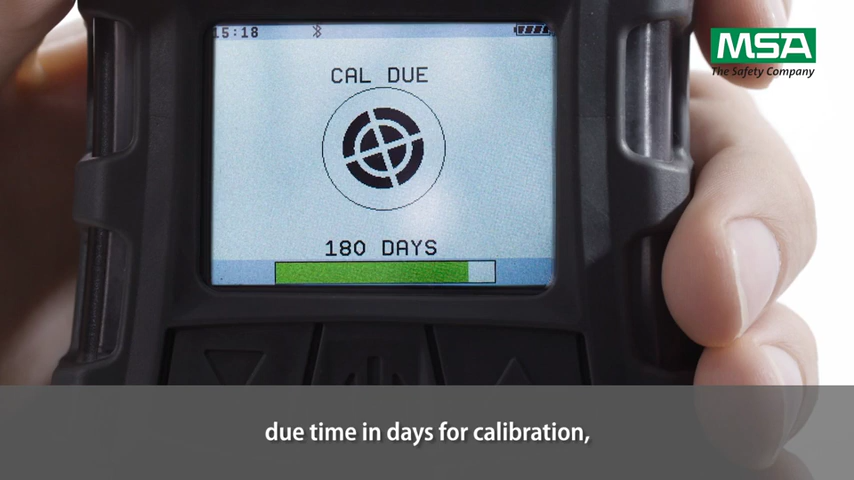 15:18
MSA
The Safety Company
CAL DUE
180 DAYS
due time in days for calibration,